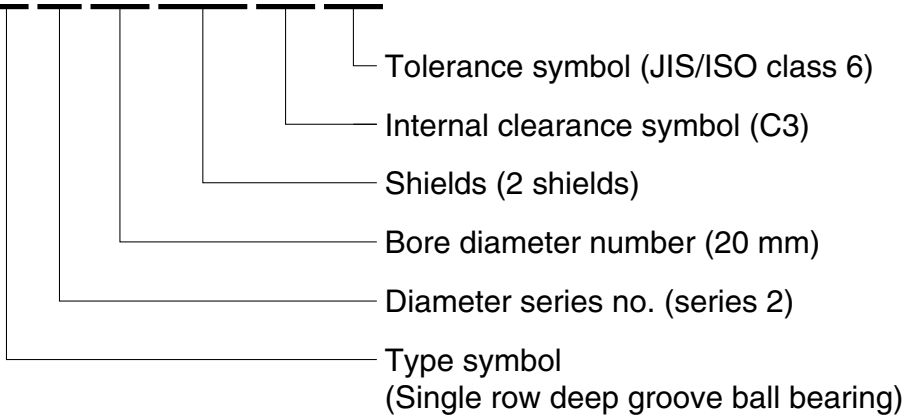 Tolerance symbol (JIS/ISO class 6)
Internal clearance symbol (C3)
Shields (2 shields)
Bore diameter number (20 mm)
Diameter series no. (series 2)
Type symbol
(Single row deep groove ball bearing)